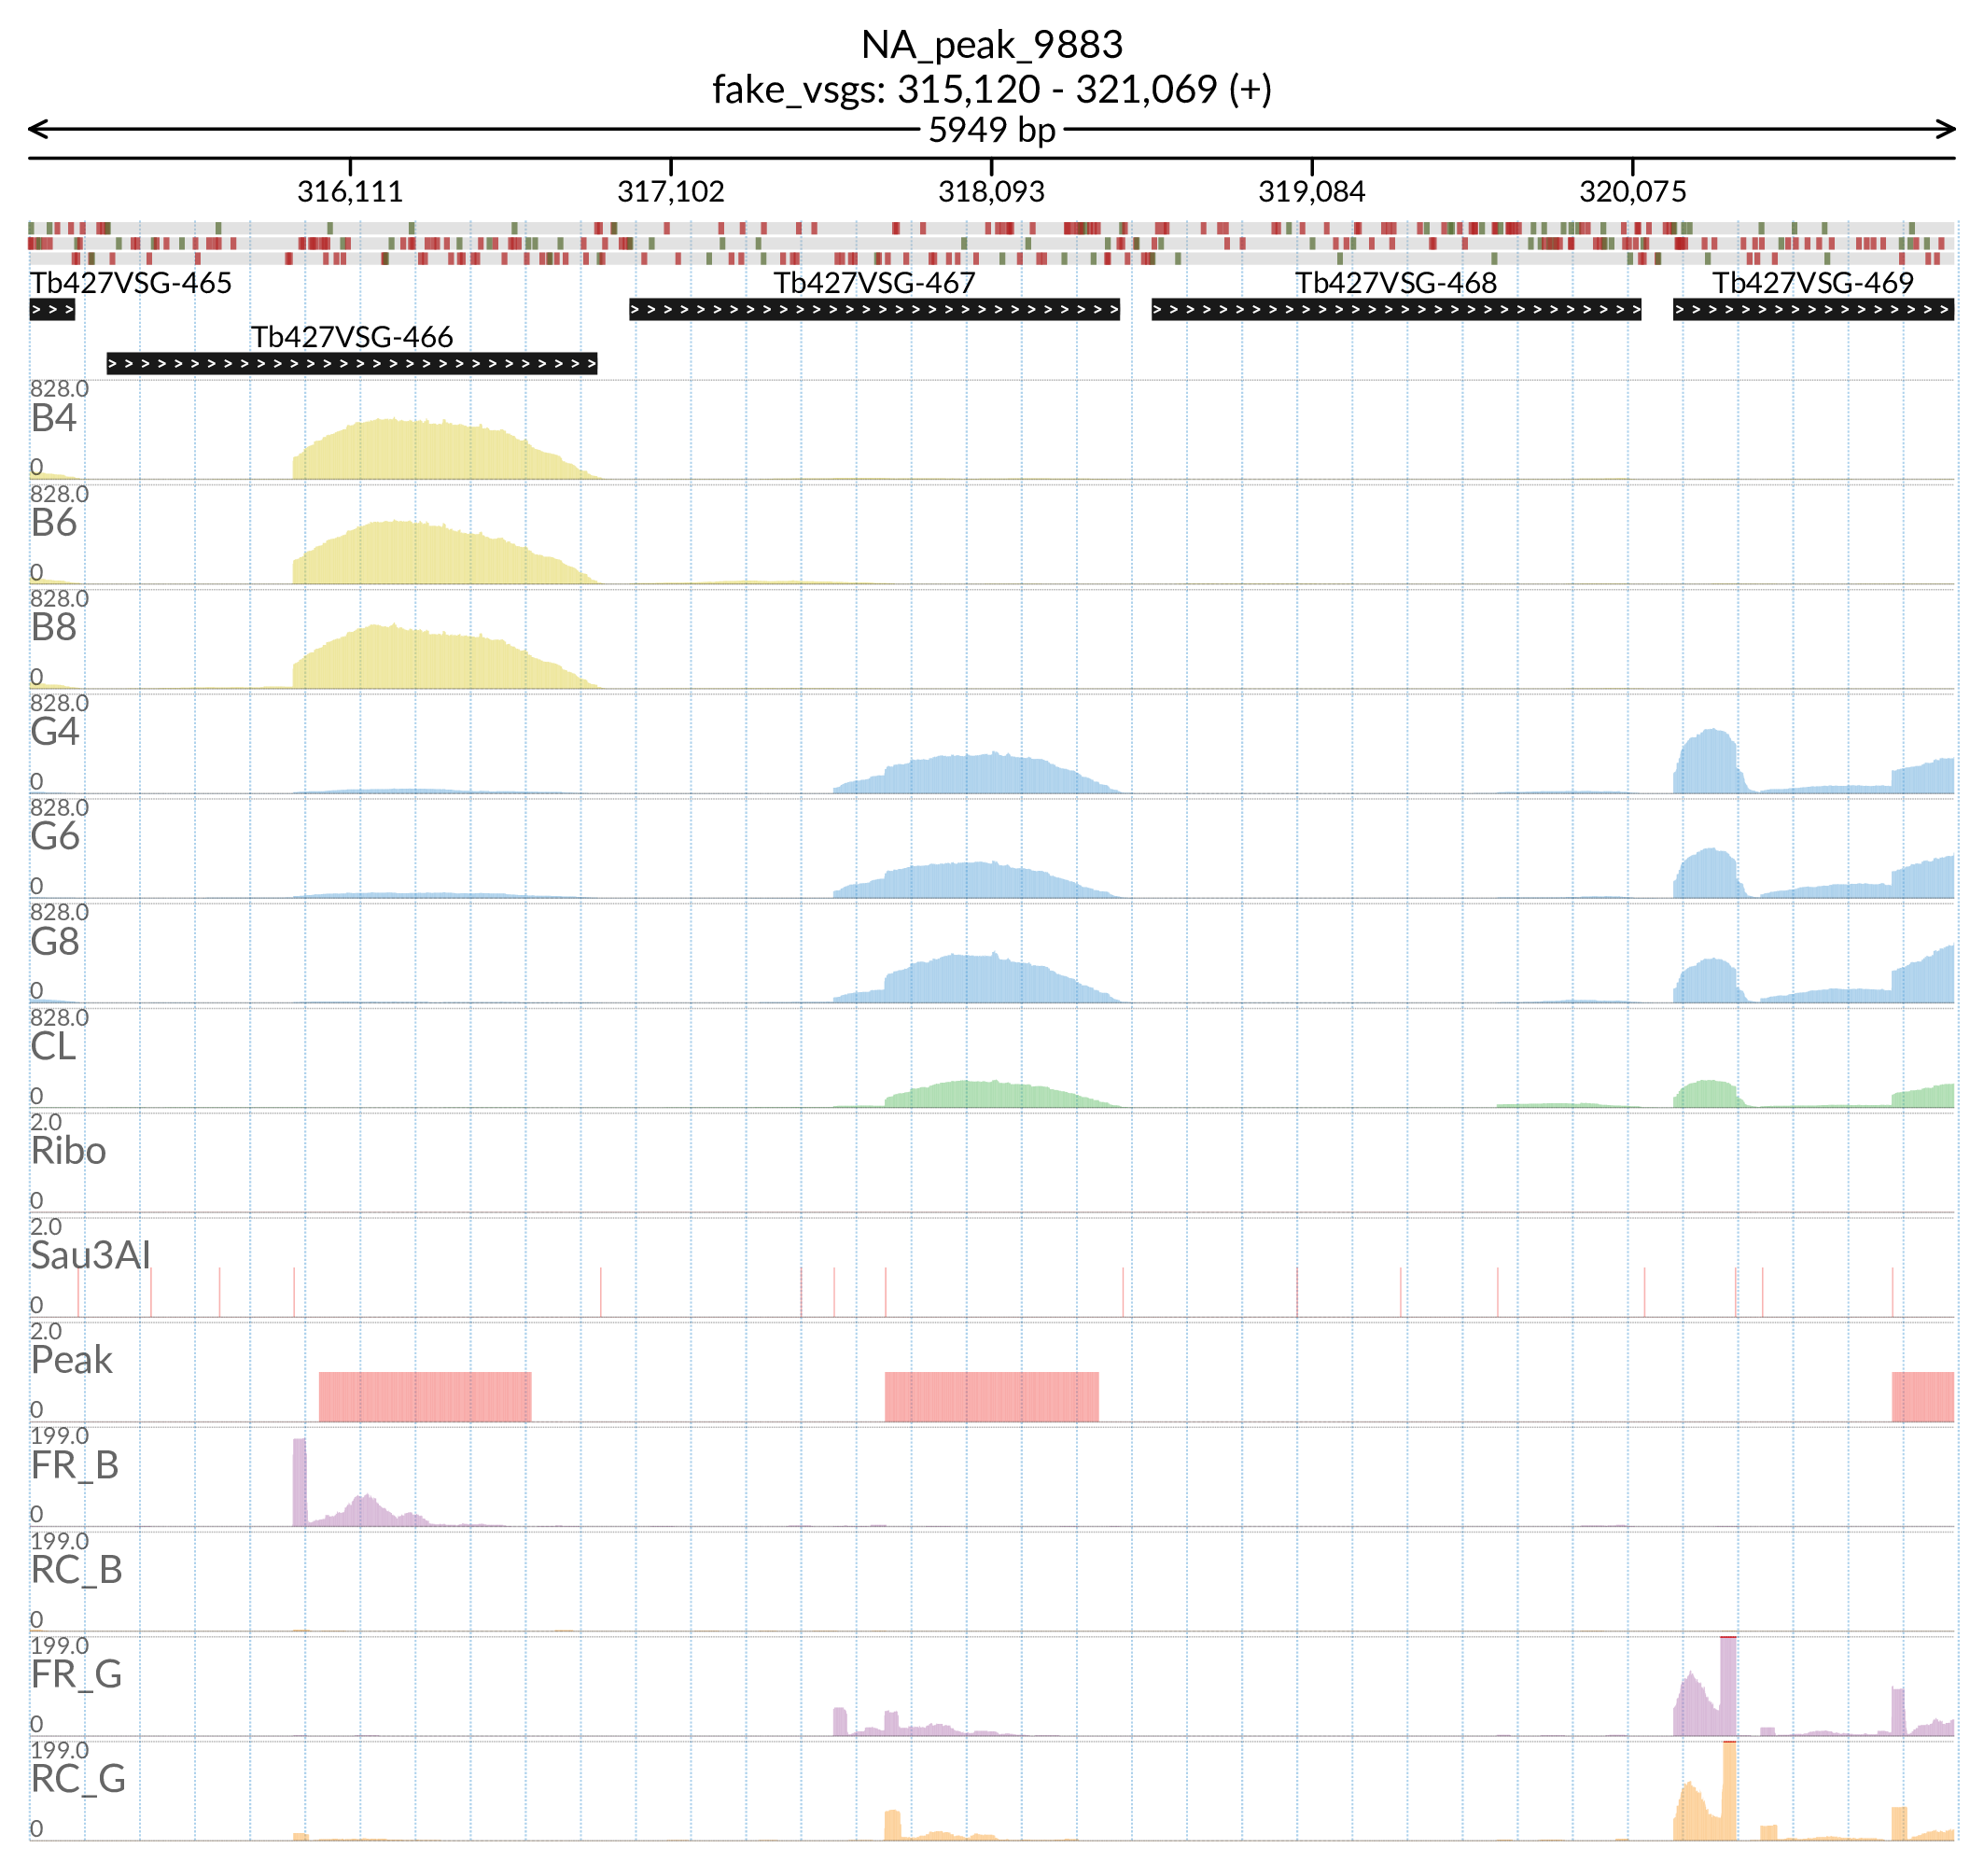 NA_peak_9883
fake_vsgs: 315,120 - 321,069 (+)
5949 bp
316,111 317,102 318,093 319,084 320,075
Tb427VSG-465 Tb427VSG-467 Tb427VSG-468 Tb427VSG-469
Tb427VSG-466
828.0
B4
0
828.0
B6
0
828.0
B8
0
828.0
G4
0
828.0
G6
0
828.0
G8
0
828.0
CL
0
2.0
Ribo
0
2.0
Sau3AI
0
2.0
Peak
0
199.0
FR_B
0
199.0
RC_B
0
199.0
FR_G
0
199.0
RC_G
0